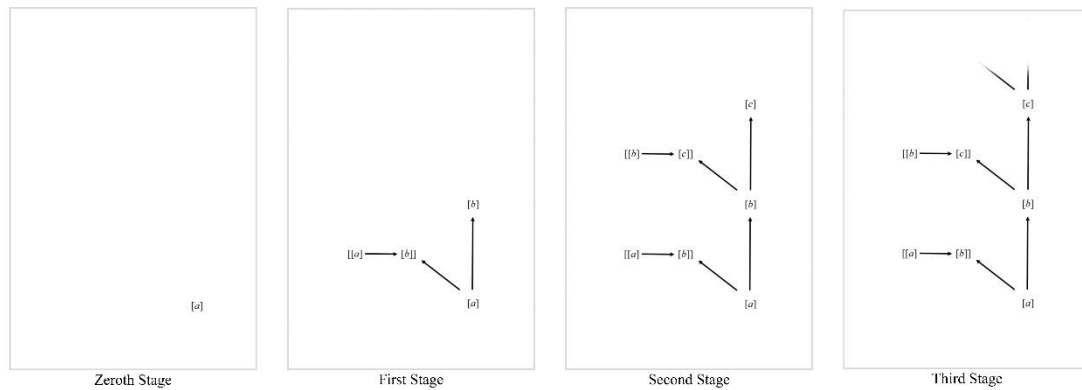 [a]
Zeroth Stage
[b]
[[a] [b]]
[a]
First Stage
[c]
[[b] [c]]
[b]
[[a] [b]]
[a]
Second Stage
[c]
[[b] [c]]
[b]
[[a] [b]]
[a]
Third Stage